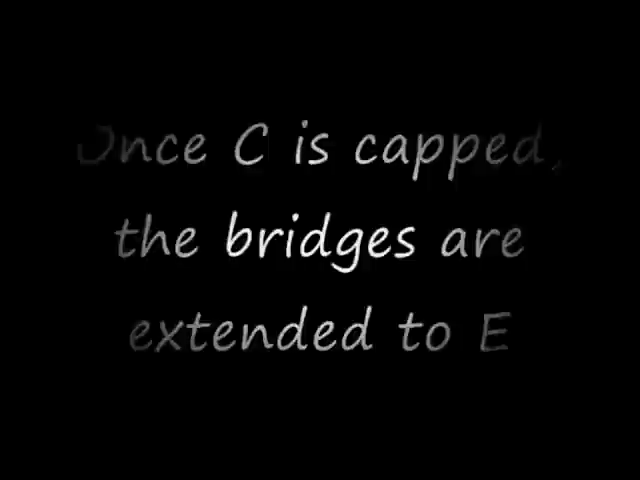 Once C is capped,
the bridges are
extended to E